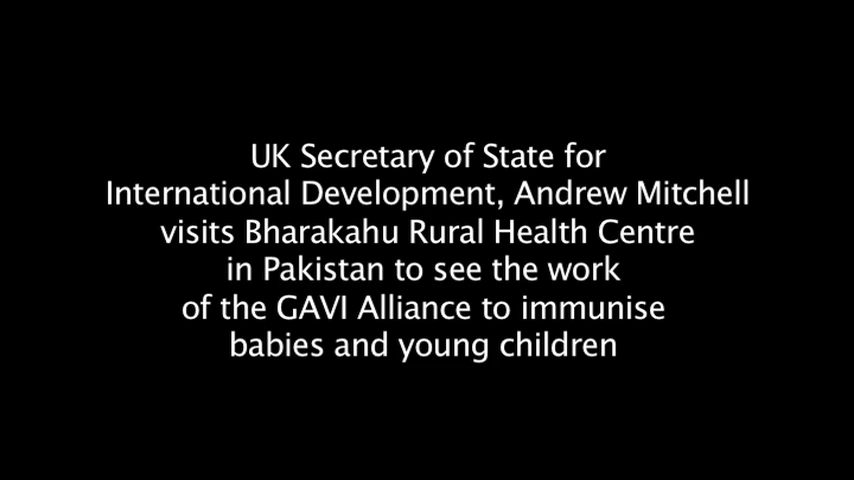 UK Secretary of State for
International Development, Andrew Mitchell
visits Bharakahu Rural Health Centre
in Pakistan to see the work
of the GAVI Alliance to immunise
babies and young children